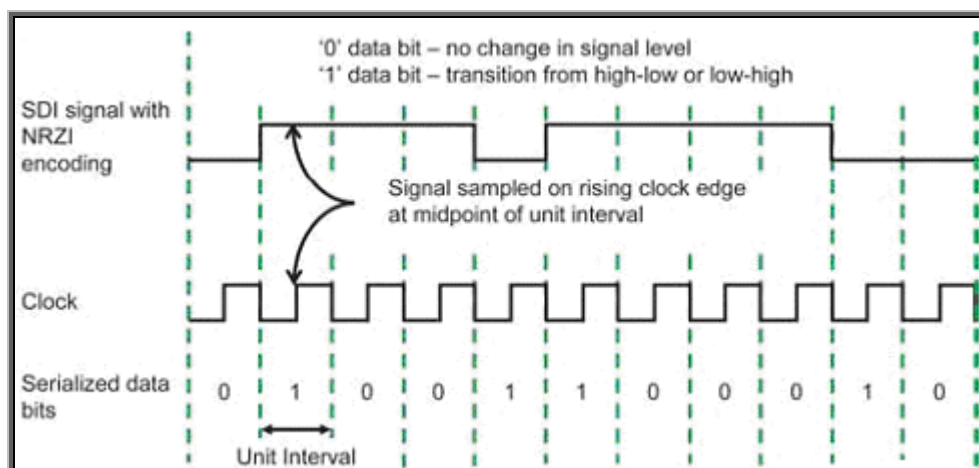 ‘0’ data bit – no change in signal level
‘1’ data bit – transition from high-low or low-high
SDI signal with
NRZI
encoding
Signal sampled on rising clock edge
at midpoint of unit interval
Clock
Serialized data
bits
0 1 0 0 1 1 0 0 0 1 0
Unit Interval